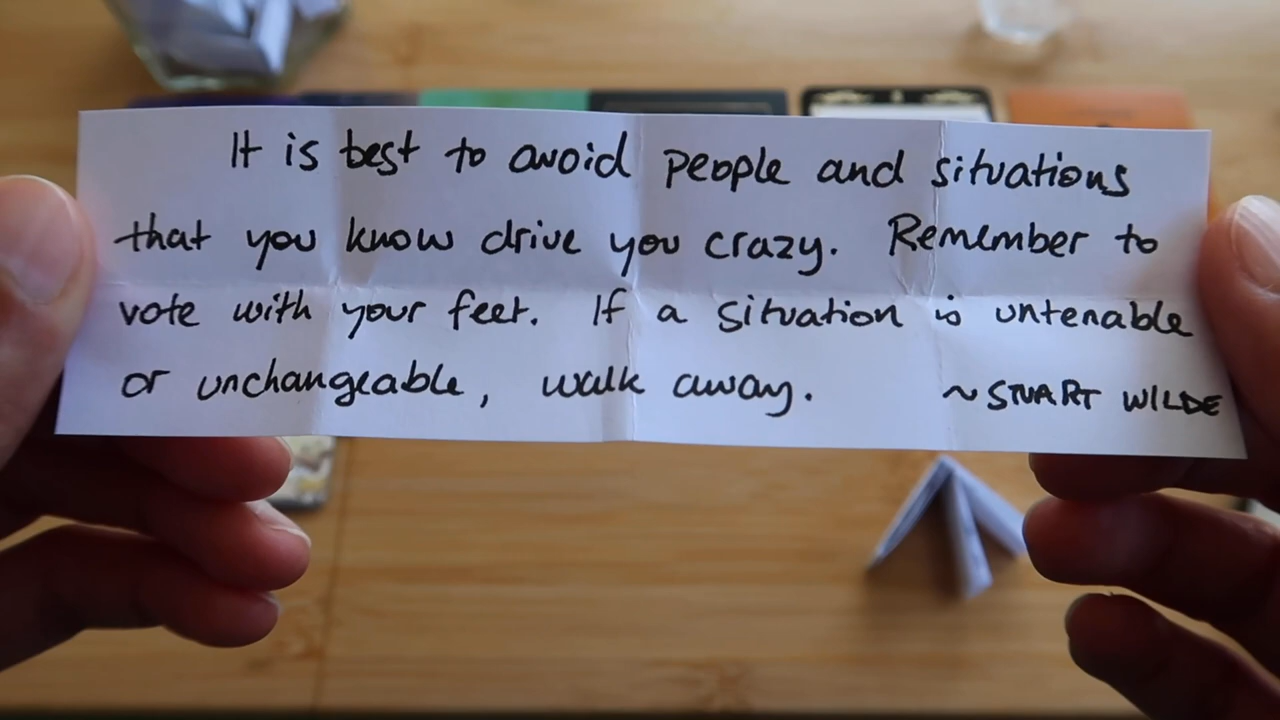 It is best to avoid people and situations
that you know drive you crazy. Remember to
vote with your feet. If a situation is untenable
or unchangeable, walk away. ~ STUART WILDE